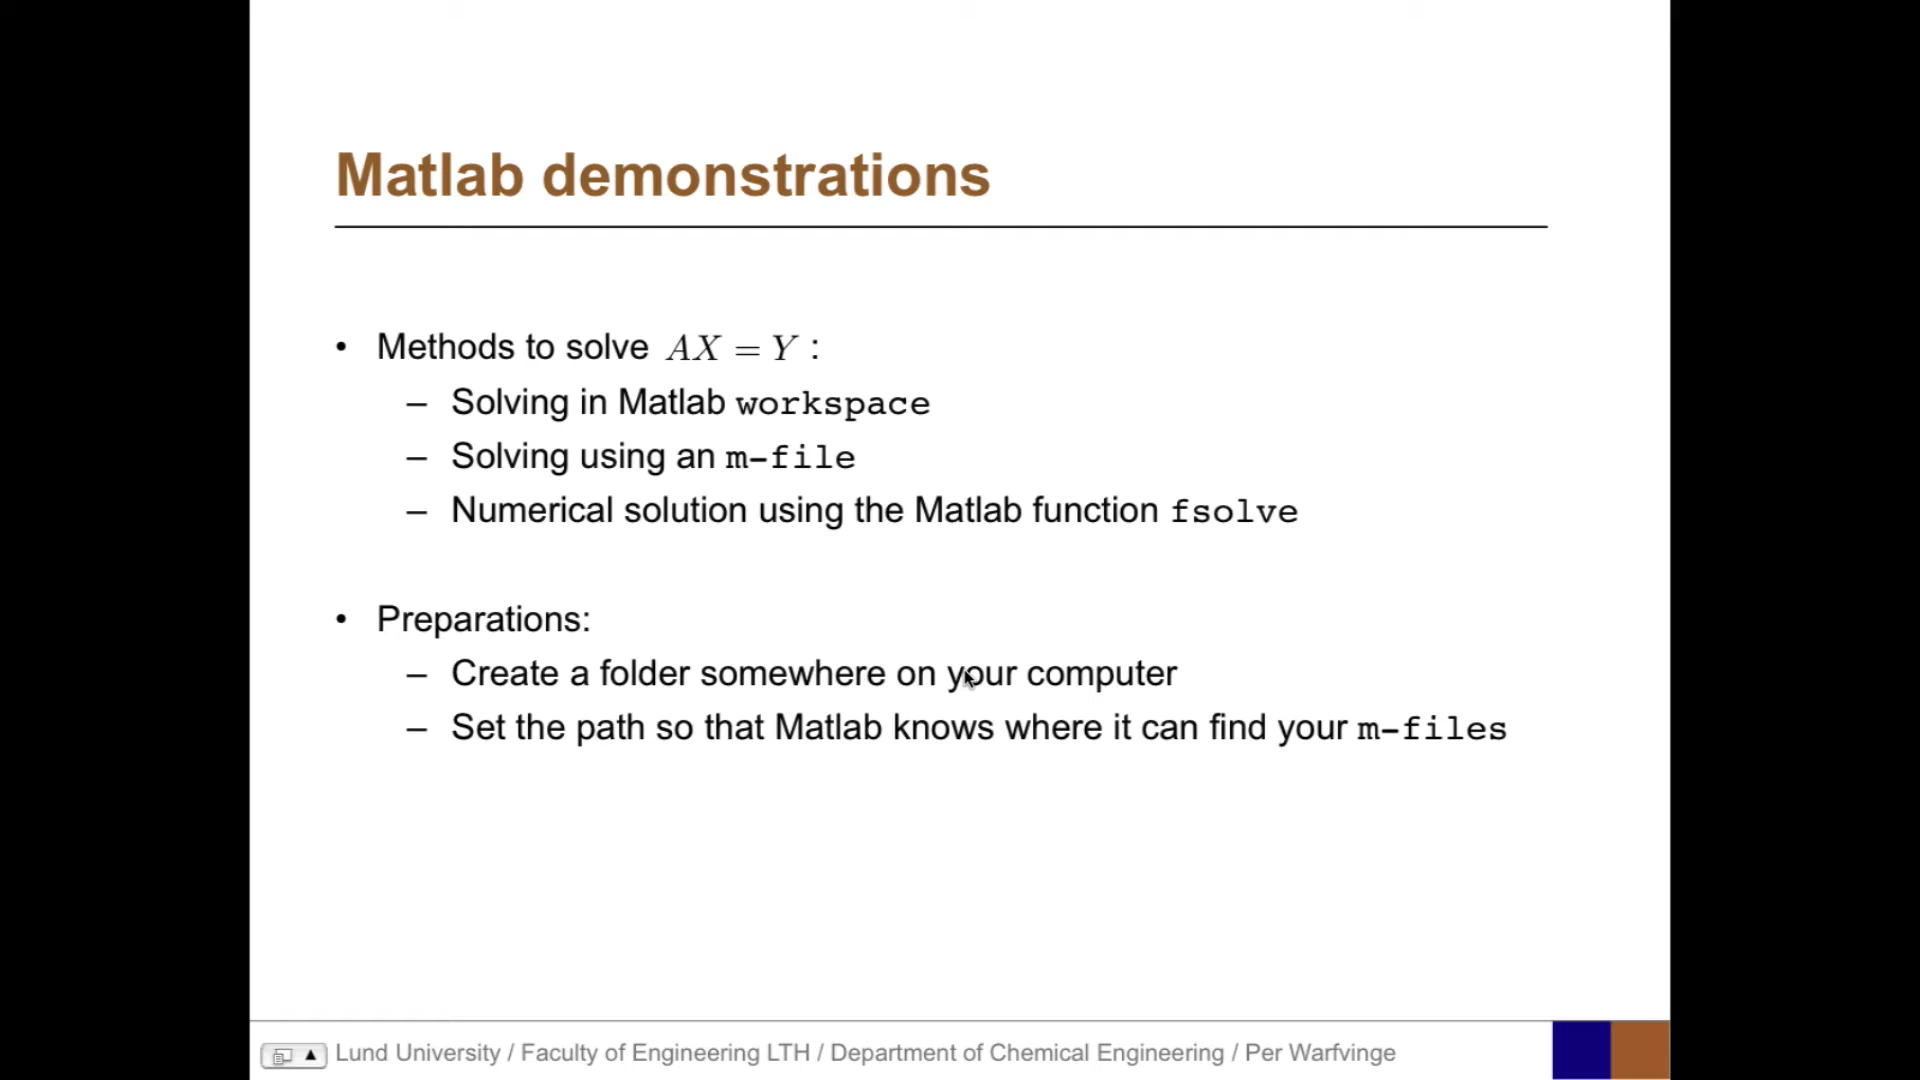 Matlab demonstrations
• Methods to solve AX = Y :
– Solving in Matlab workspace
– Solving using an m-file
– Numerical solution using the Matlab function fsolve
• Preparations:
– Create a folder somewhere on your computer
– Set the path so that Matlab knows where it can find your m-files
Lund University / Faculty of Engineering LTH / Department of Chemical Engineering / Per Warfvinge